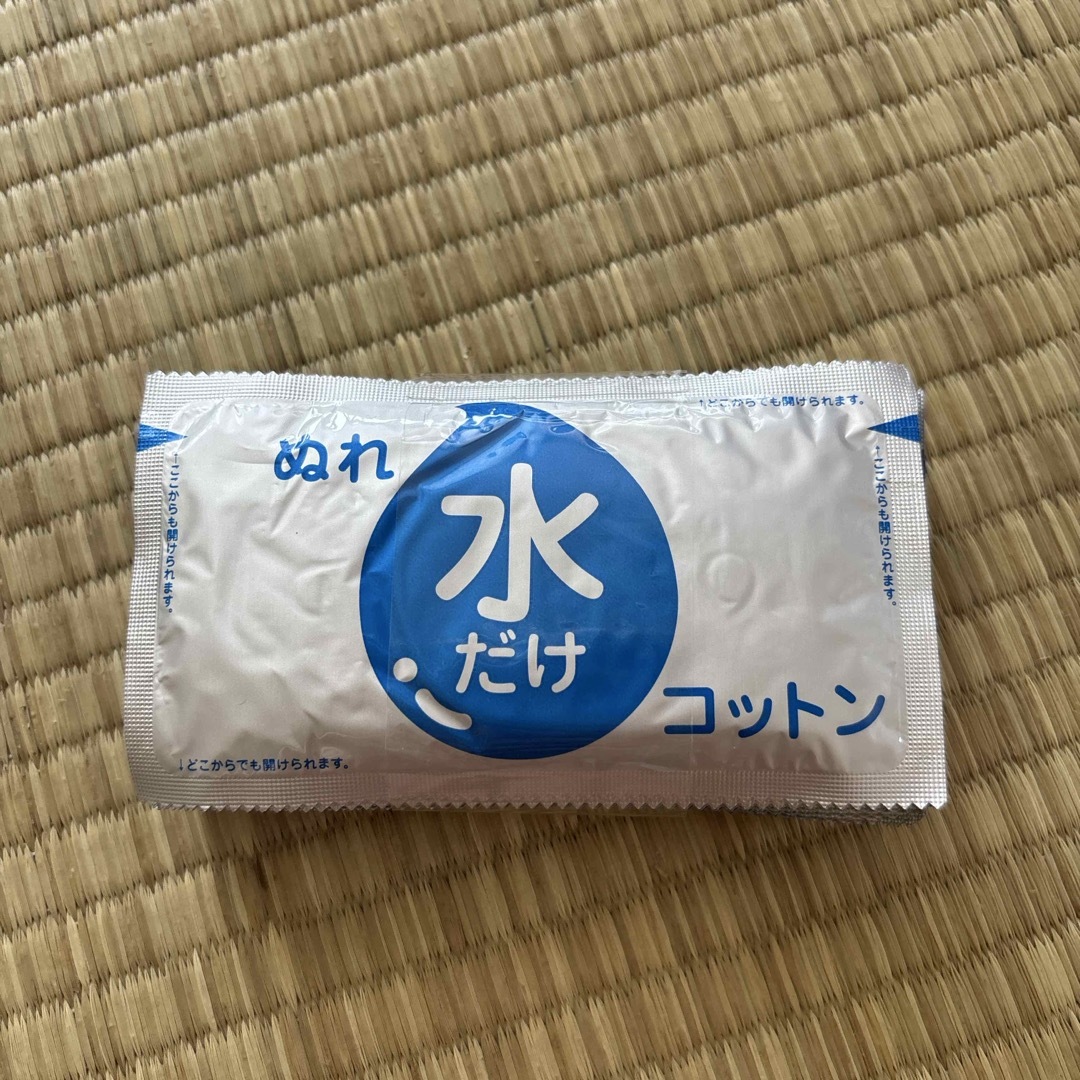 ↑どこからでも開けられます。
ぬれ
水
だけ
コットン
↑ここからも開けられます。
↑ここからも開けられます。
↓どこからでも開けられます。